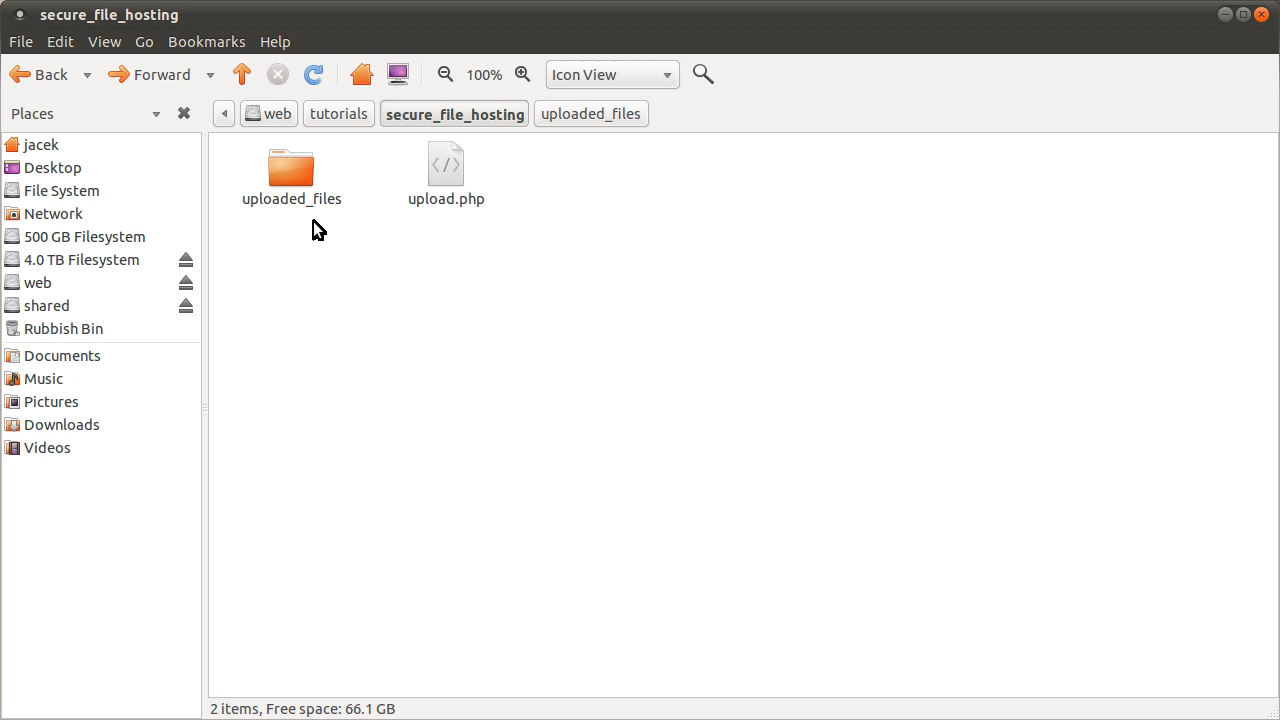 secure_file_hosting
File Edit View Go Bookmarks Help
Back Forward 100% Icon View
Places
web tutorials secure_file_hosting uploaded_files
jacek
Desktop
File System
Network
500 GB Filesystem
4.0 TB Filesystem
web
shared
Rubbish Bin
Documents
Music
Pictures
Downloads
Videos
uploaded_files upload.php
2 items, Free space: 66.1 GB